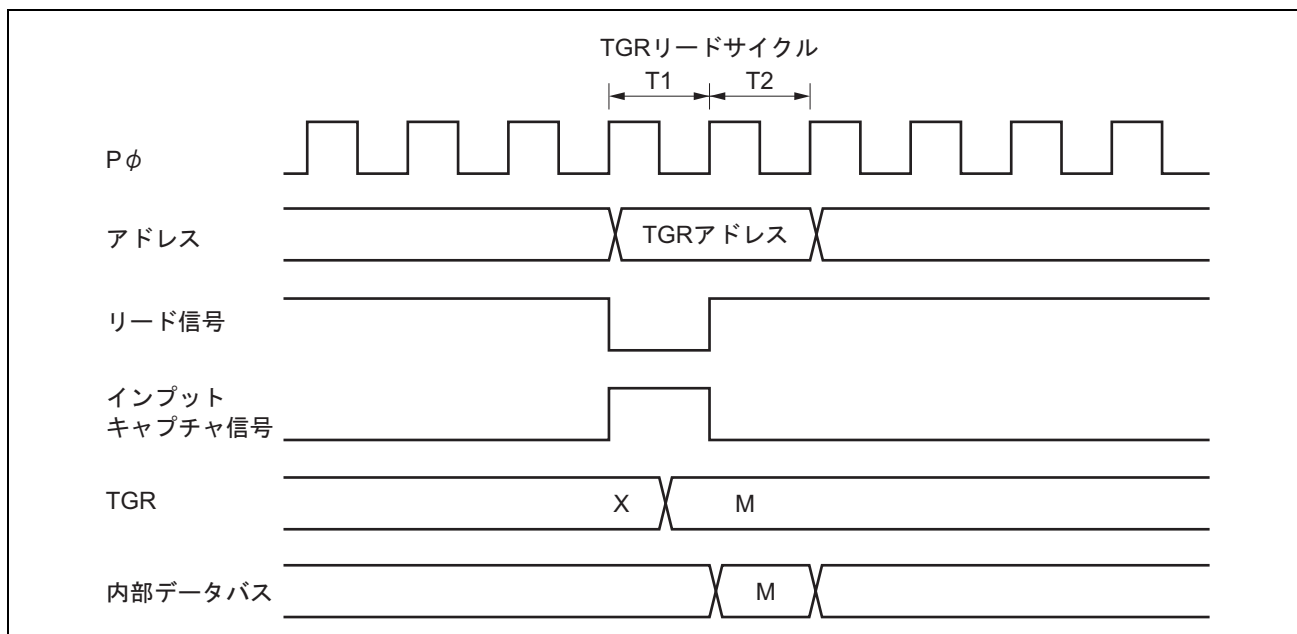 TGRリードサイクル
T1 T2
Pφ
アドレス TGRアドレス
リード信号
インプット
キャプチャ信号
TGR X M
内部データバス M